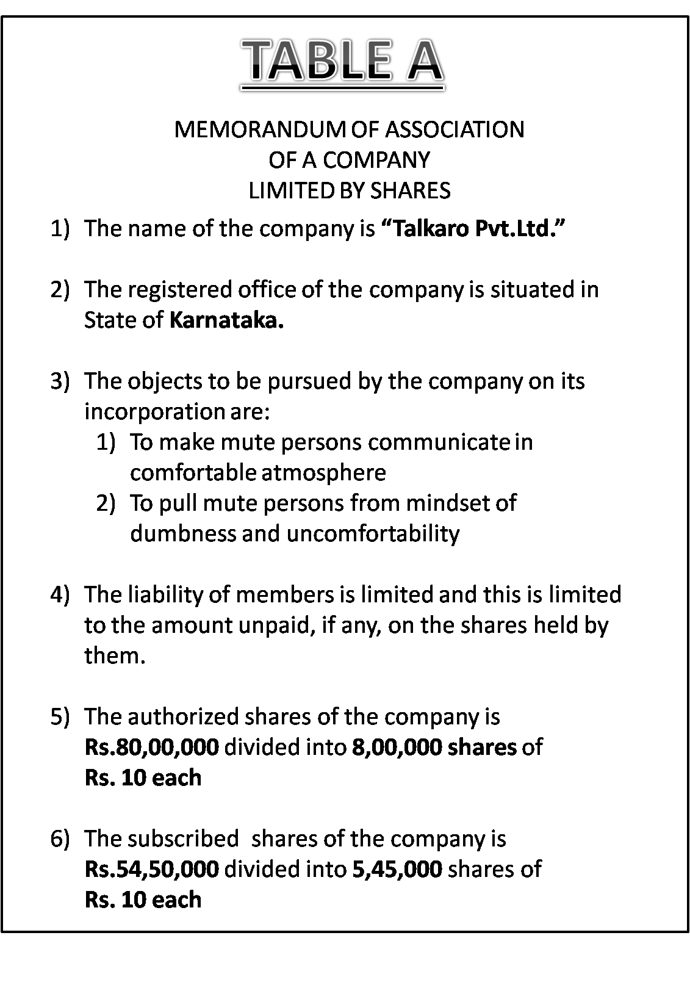 TABLE A
MEMORANDUM OF ASSOCIATION
OF A COMPANY
LIMITED BY SHARES
1) The name of the company is “Talkaro Pvt.Ltd.”
2) The registered office of the company is situated in
State of Karnataka.
3) The objects to be pursued by the company on its
incorporation are:
1) To make mute persons communicate in
comfortable atmosphere
2) To pull mute persons from mindset of
dumbness and uncomfortability
4) The liability of members is limited and this is limited
to the amount unpaid, if any, on the shares held by
them.
5) The authorized shares of the company is
Rs.80,00,000 divided into 8,00,000 shares of
Rs. 10 each
6) The subscribed shares of the company is
Rs.54,50,000 divided into 5,45,000 shares of
Rs. 10 each